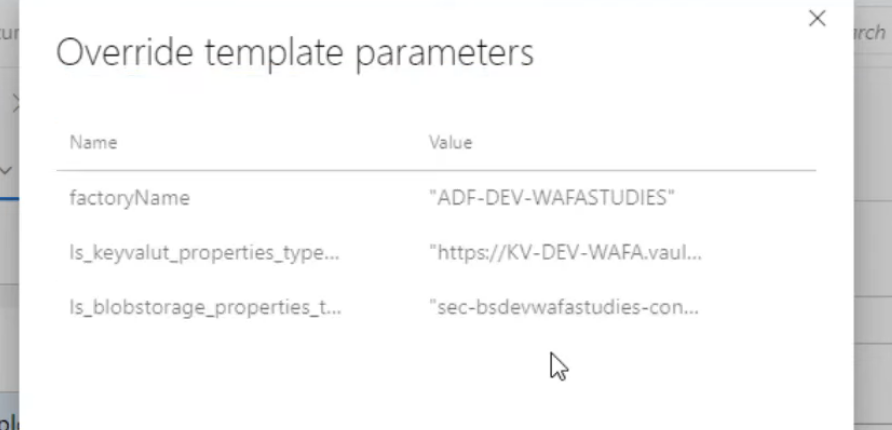 Override template parameters
Name Value
factoryName "ADF-DEV-WAFASTUDIES"
ls_keyvalut_properties_type... "https://KV-DEV-WAFA.vaul...
ls_blobstorage_properties_t... "sec-bsdevwafastudies-con...